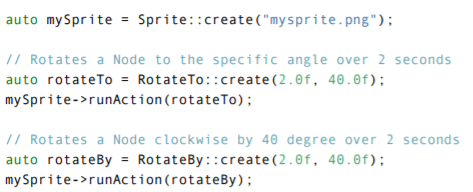 auto mySprite = Sprite::create("mysprite.png");
// Rotates a Node to the specific angle over 2 seconds
auto rotateTo = RotateTo::create(2.0f, 40.0f);
mySprite->runAction(rotateTo);
// Rotates a Node clockwise by 40 degree over 2 seconds
auto rotateBy = RotateBy::create(2.0f, 40.0f);
mySprite->runAction(rotateBy);